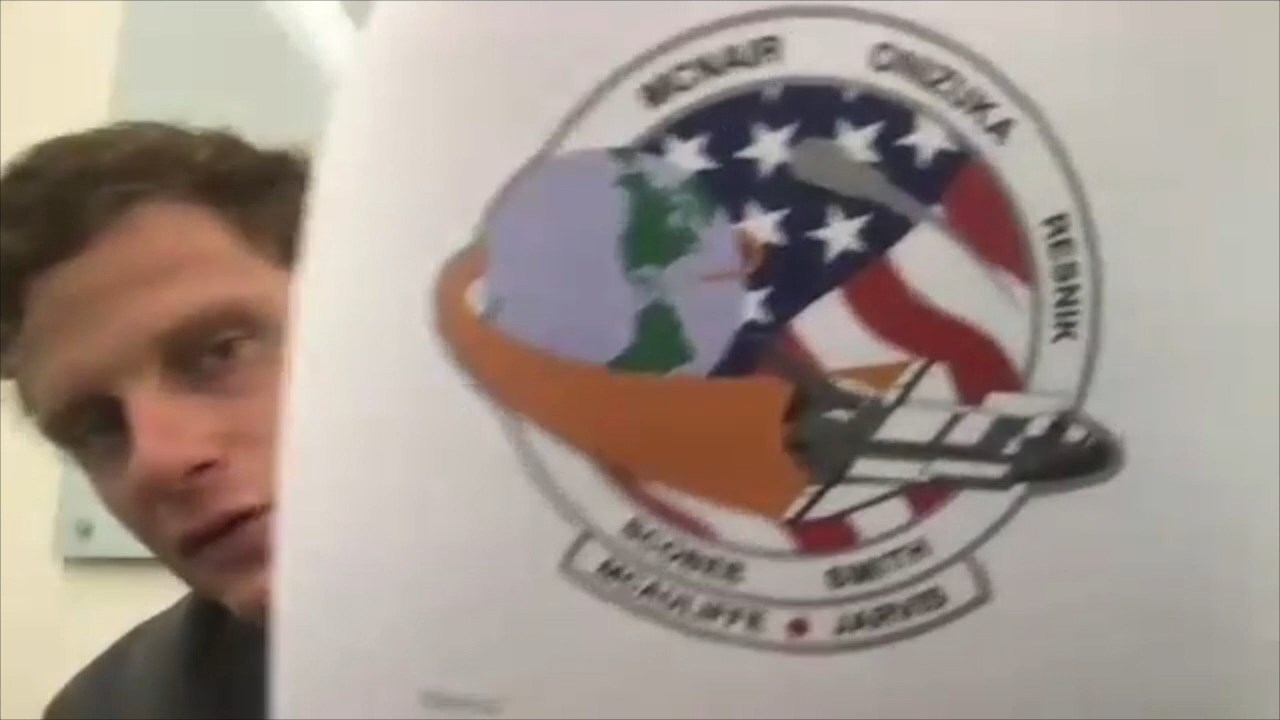 MCNAIR
ONIZUKA
RESNIK
SCOBEE
SMITH
MCAULIFFE • JARVIS